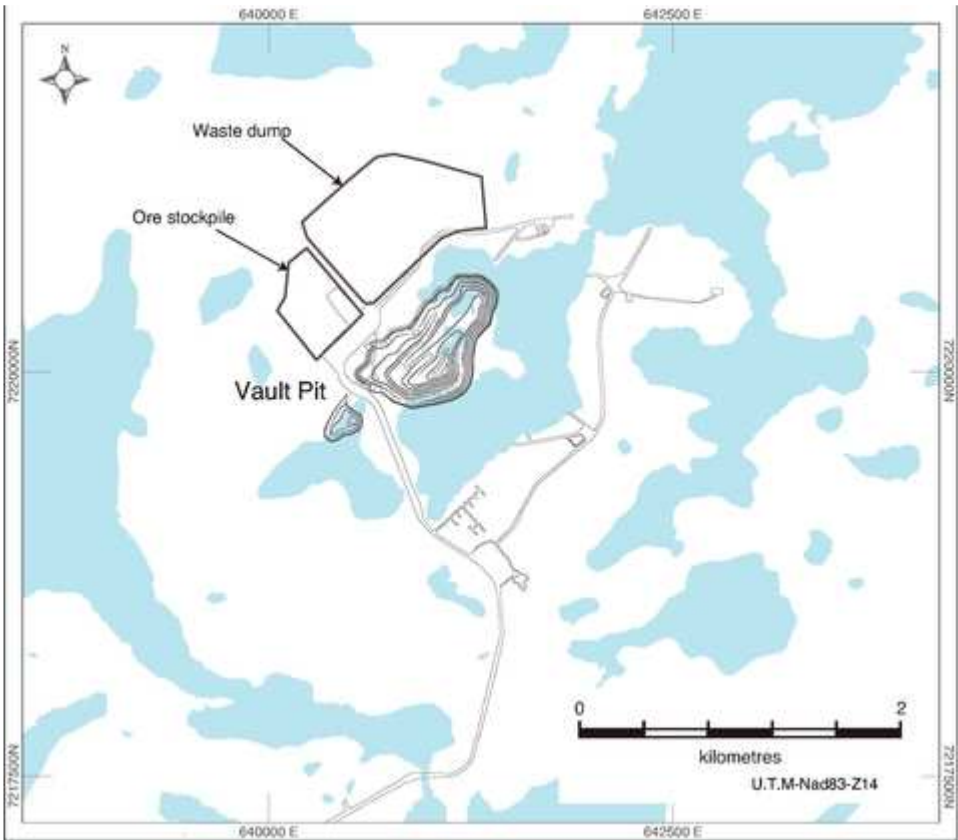 640000 E
642500 E
N
Waste dump
Ore stockpile
7220000N
7220000N
Vault Pit
0
2
kilometres
U.T.M-Nad83-Z14
7217500N
7217500N
640000 E
642500 E